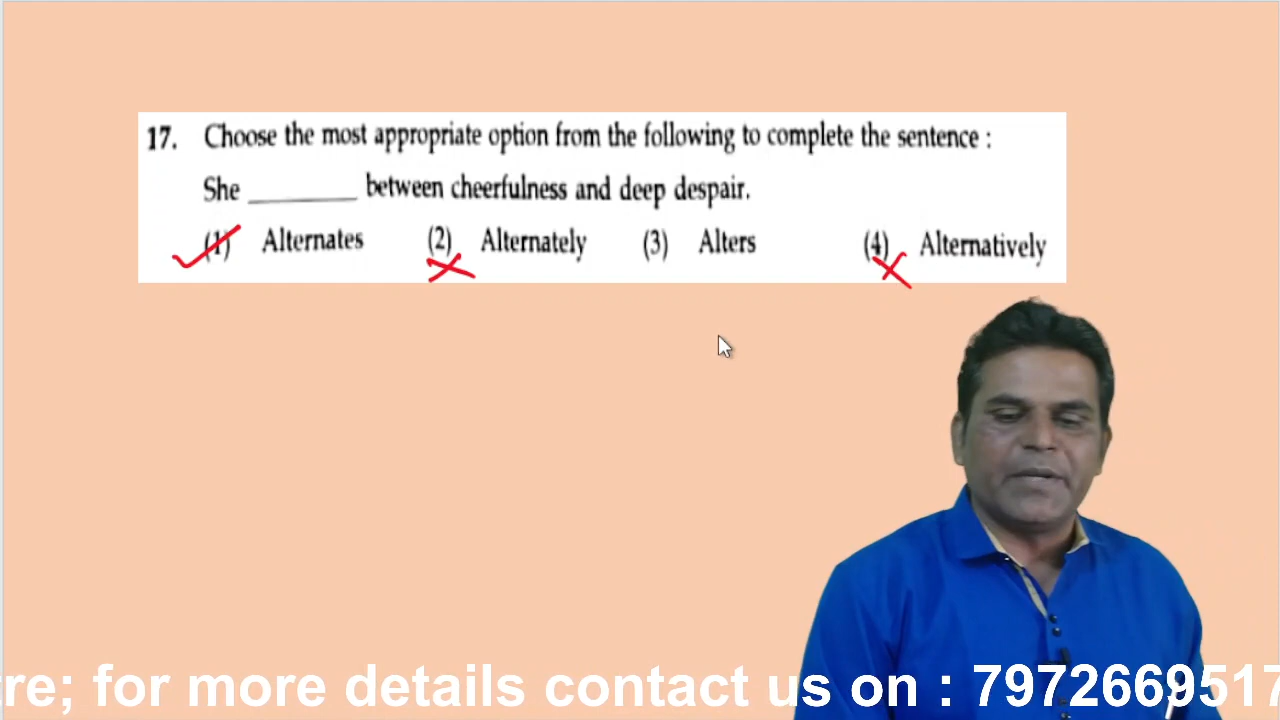 17. Choose the most appropriate option from the following to complete the sentence :
She ________ between cheerfulness and deep despair.
(1) Alternates (2) Alternately (3) Alters (4) Alternatively
re; for more details contact us on : 7972669517